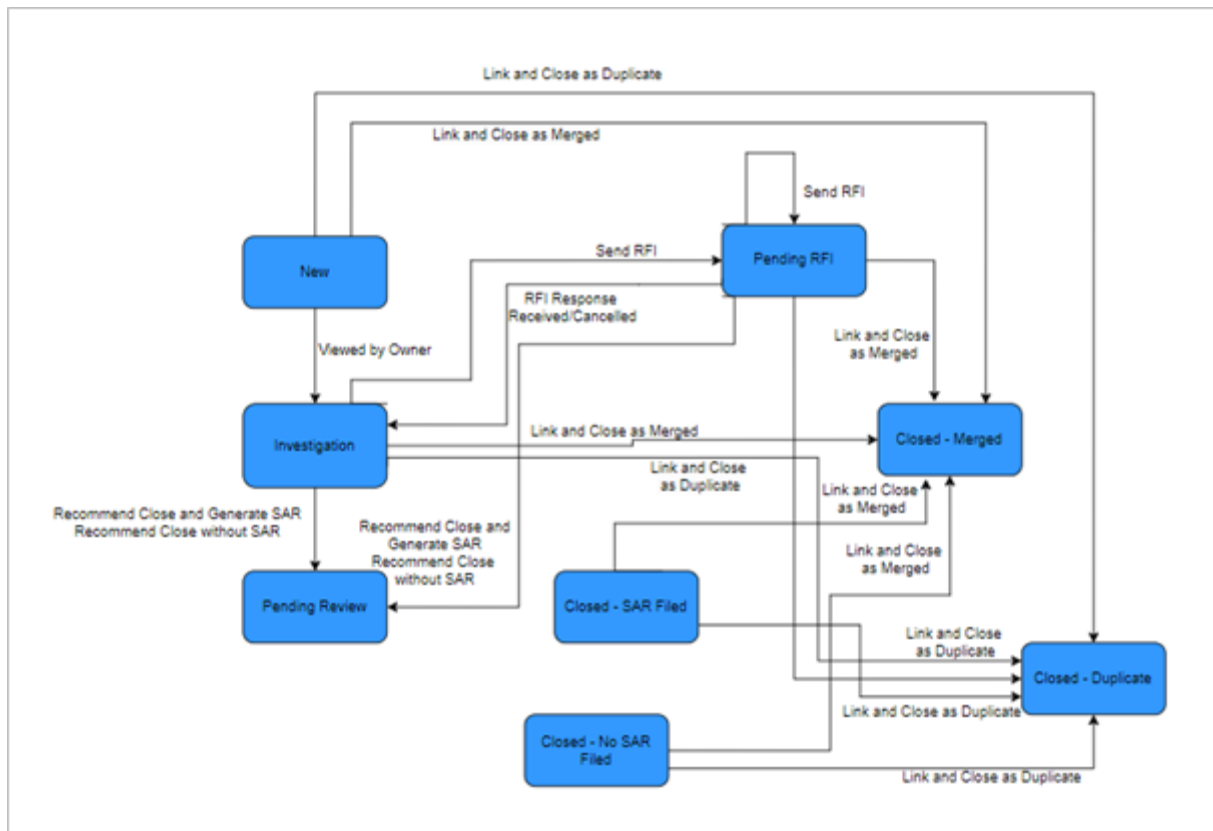 Link and Close as Duplicate
Link and Close as Merged
Send RFI
New
Send RFI
Pending RFI
RFI Response
Received/Cancelled
Viewed by Owner
Link and Close
as Merged
Investigation
Link and Close as Merged
Closed - Merged
Link and Close
as Duplicate
Link and Close
as Merged
Recommend Close and Generate SAR
Recommend Close without SAR
Recommend Close and
Generate SAR
Recommend Close
without SAR
Link and Close
as Merged
Pending Review
Closed - SAR Filed
Link and Close
as Duplicate
Closed - Duplicate
Link and Close as Duplicate
Closed - No SAR
Filed
Link and Close as Duplicate